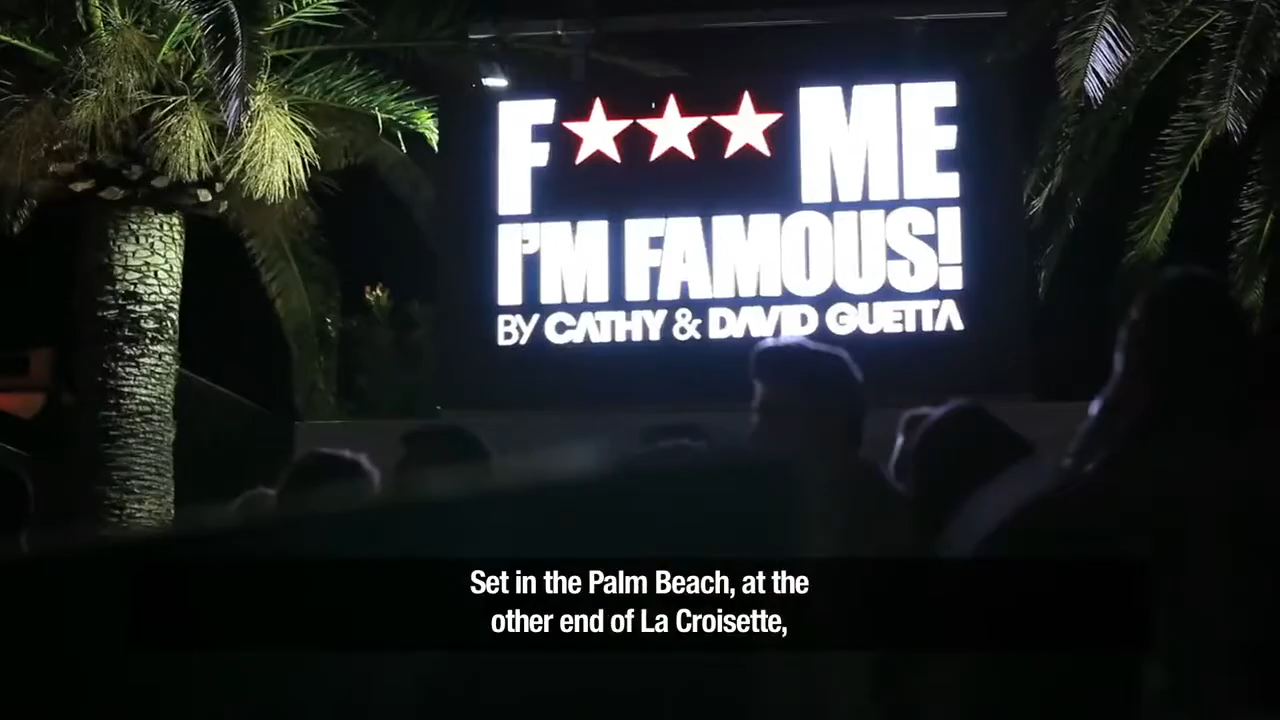 F★★★ME
I'M FAMOUS!
BY CATHY & DAVID GUETTA
Set in the Palm Beach, at the
other end of La Croisette,